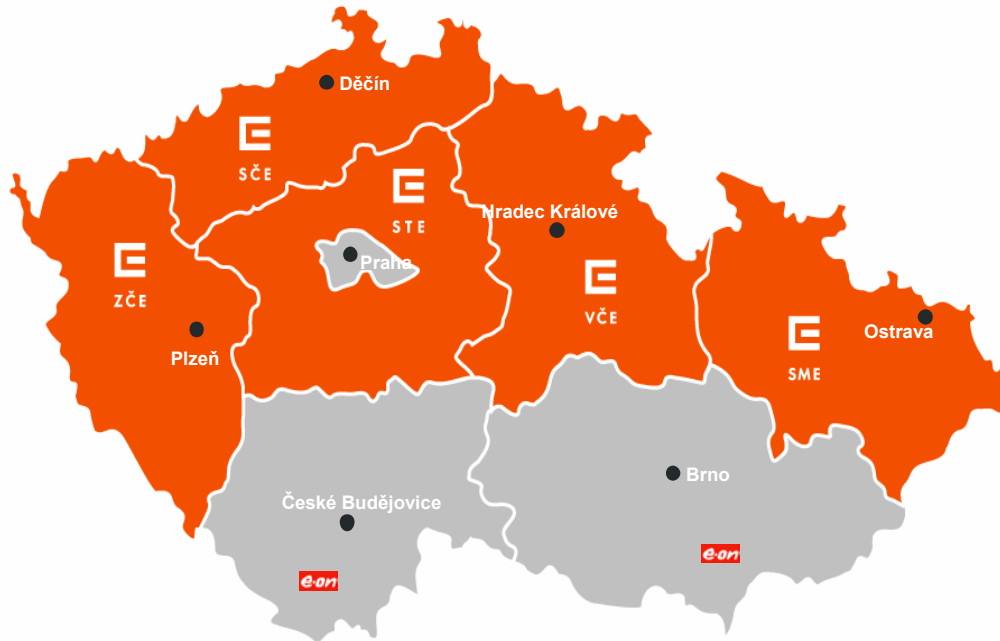 Děčín
SČE
STE
Hradec Králové
Praha
ZČE
VČE
Ostrava
Plzeň
SME
Brno
České Budějovice
e·on
e·on